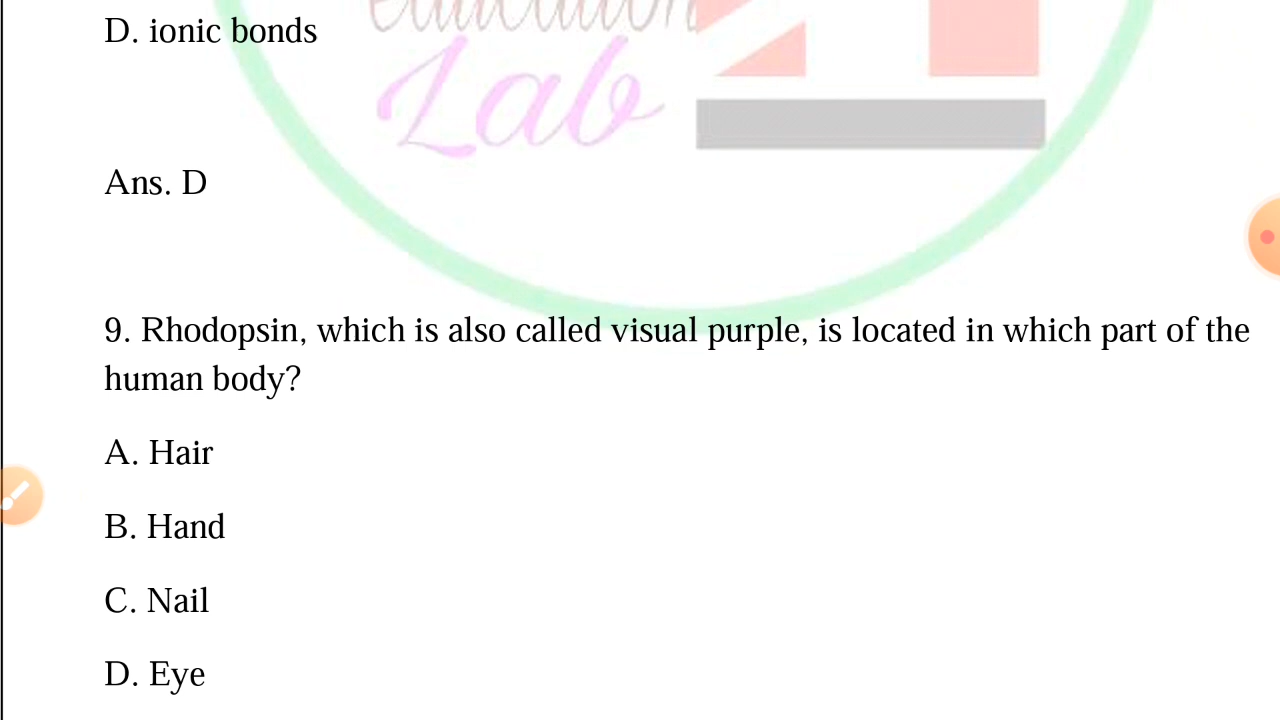 D. ionic bonds
education
Lab
Ans. D
9. Rhodopsin, which is also called visual purple, is located in which part of the
human body?
A. Hair
B. Hand
C. Nail
D. Eye